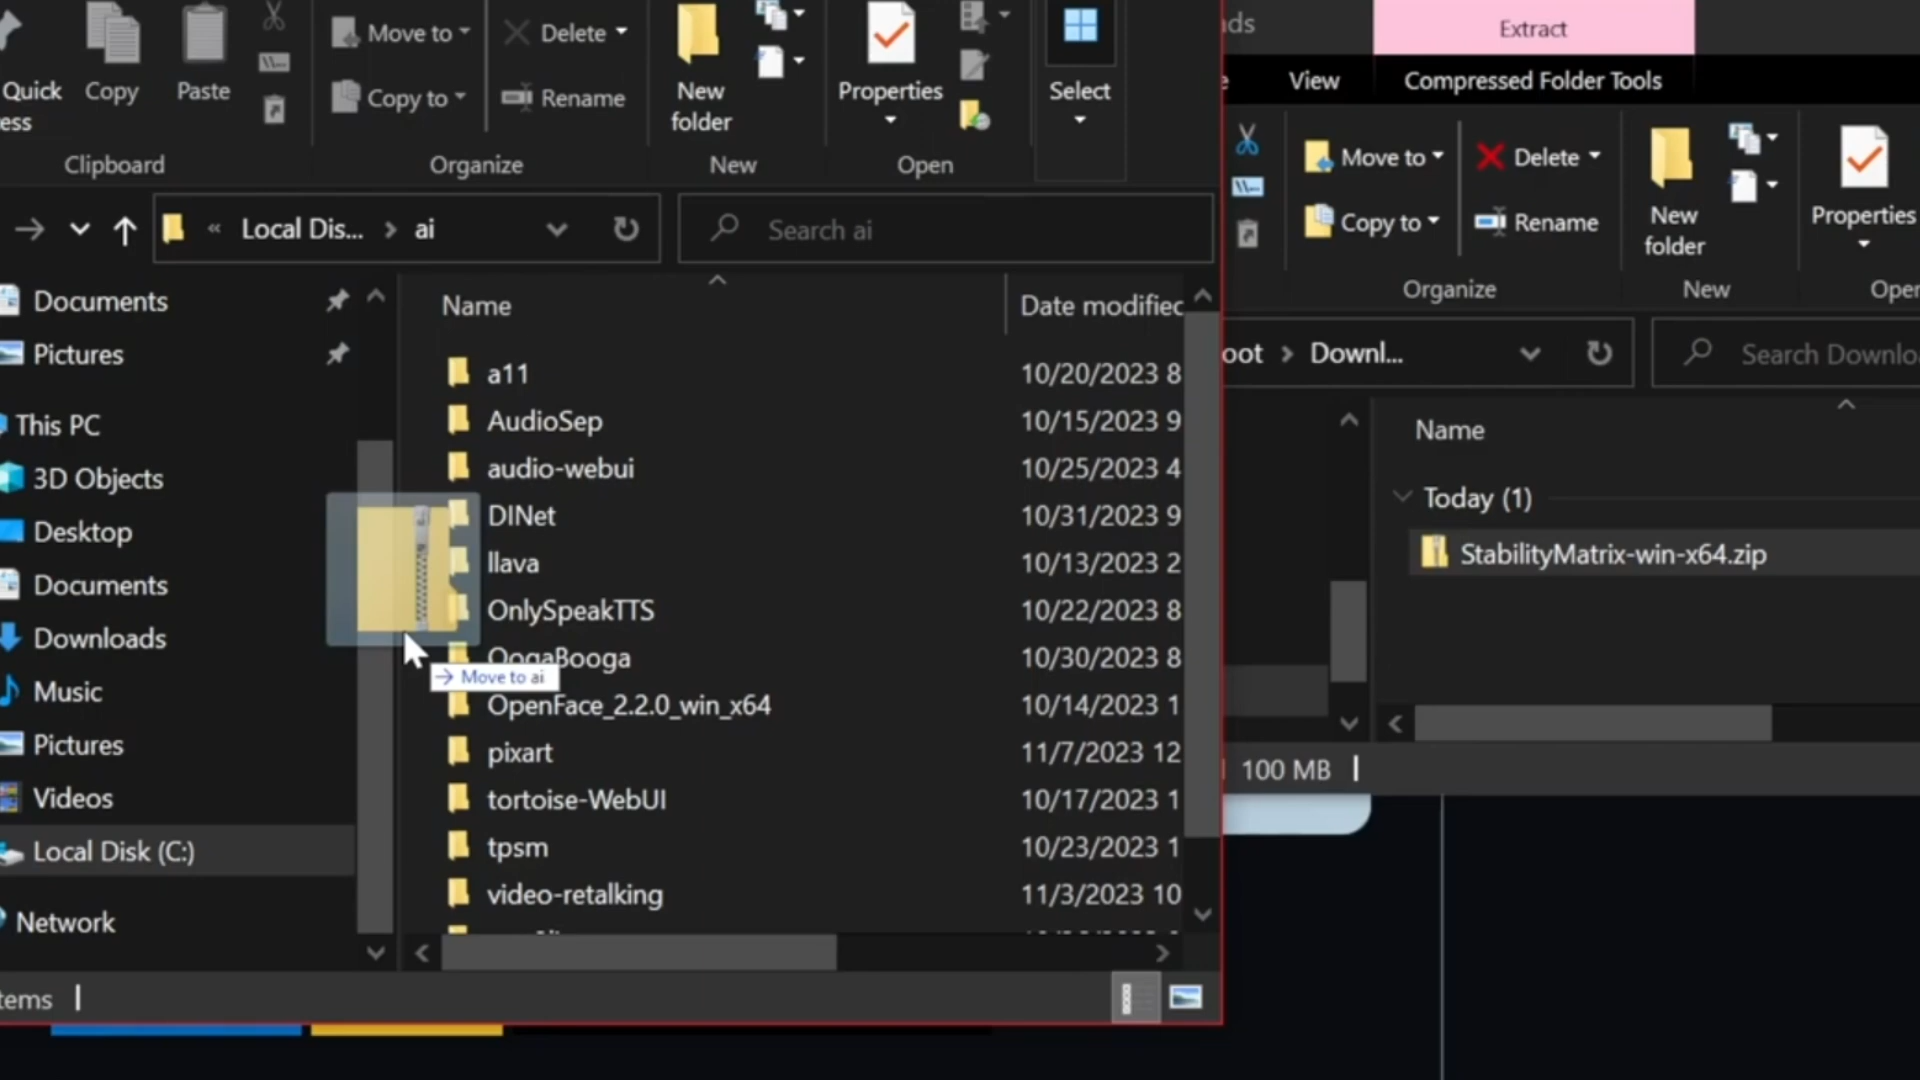 Quick
ess
Copy
Paste
Move to
Copy to
Delete
Rename
New
folder
Properties
Select
Clipboard
Organize
New
Open
Local Dis...
ai
Search ai
Documents
Pictures
This PC
3D Objects
Desktop
Documents
Downloads
Music
Pictures
Videos
Local Disk (C:)
Network
Name
Date modified
a11
10/20/2023 8
AudioSep
10/15/2023 9
audio-webui
10/25/2023 4
DINet
10/31/2023 9
llava
10/13/2023 2
OnlySpeakTTS
10/22/2023 8
OogaBooga
10/30/2023 8
Move to ai
OpenFace_2.2.0_win_x64
10/14/2023 1
pixart
11/7/2023 12
tortoise-WebUI
10/17/2023 1
tpsm
10/23/2023 1
video-retalking
11/3/2023 10
tems
ds
Extract
View
Compressed Folder Tools
Move to
Copy to
Delete
Rename
New
folder
Properties
Organize
New
Open
oot
Downl...
Search Downlo
Name
Today (1)
StabilityMatrix-win-x64.zip
100 MB